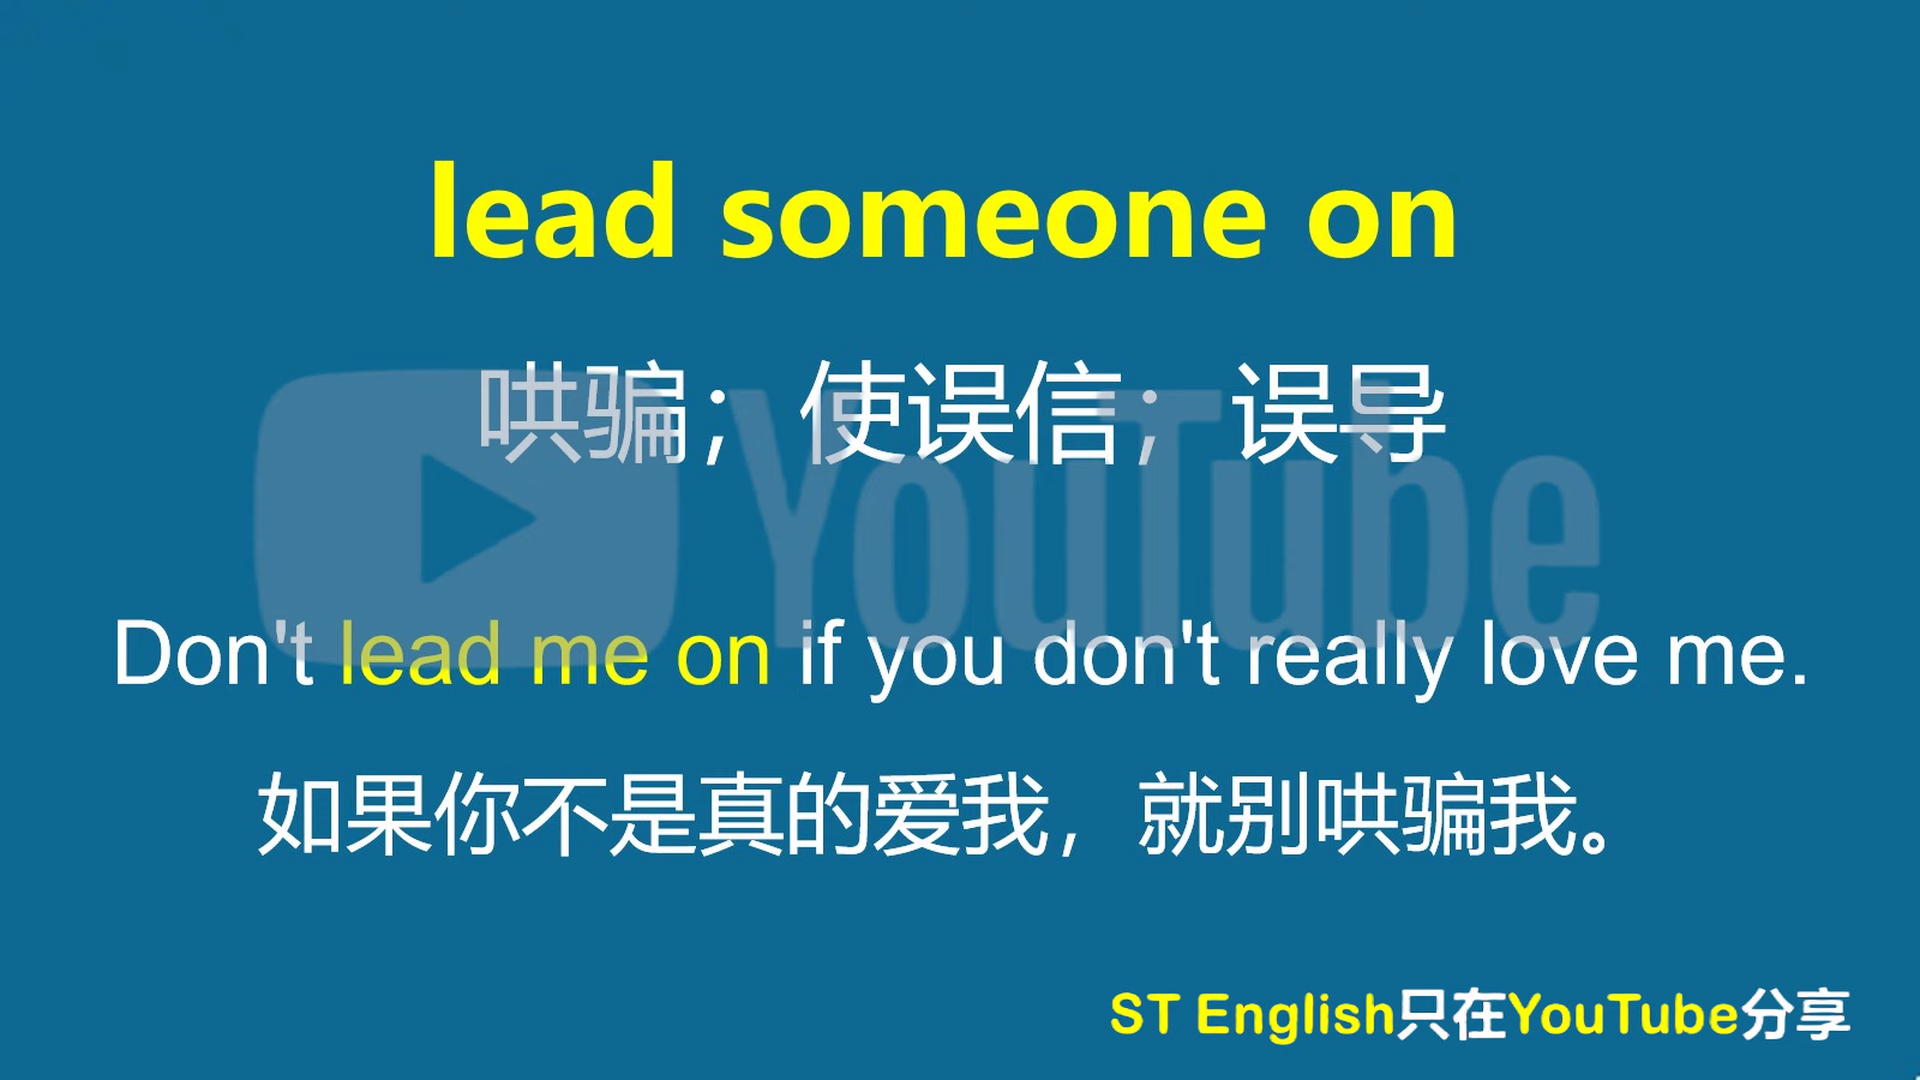 lead someone on
哄骗；使误信；误导
YouTube
Don't lead me on if you don't really love me.
如果你不是真的爱我，就别哄骗我。
ST English只在YouTube分享